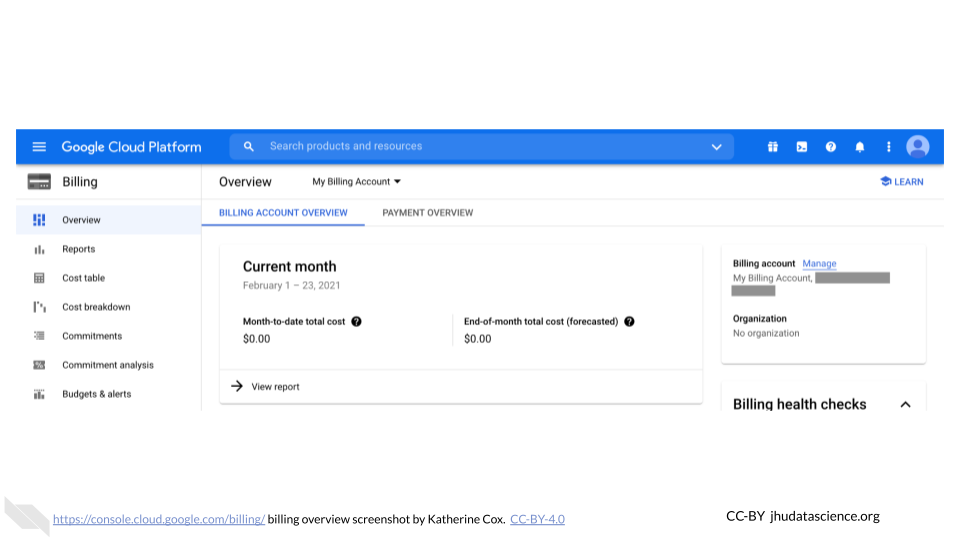 Google Cloud Platform
Search products and resources
Billing
Overview
My Billing Account
LEARN
Overview
Reports
Cost table
Cost breakdown
Commitments
Commitment analysis
Budgets & alerts
BILLING ACCOUNT OVERVIEW
PAYMENT OVERVIEW
Current month
February 1 – 23, 2021
Month-to-date total cost ?
$0.00
End-of-month total cost (forecasted) ?
$0.00
View report
Billing account Manage
My Billing Account,
Organization
No organization
Billing health checks
https://console.cloud.google.com/billing/ billing overview screenshot by Katherine Cox. CC-BY-4.0
CC-BY jhudatascience.org